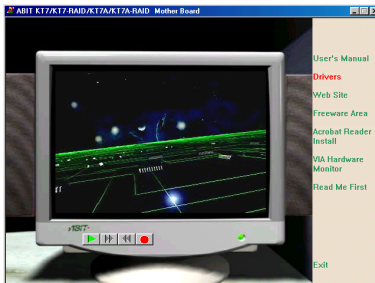 ABIT KT7/KT7-RAID/KT7A/KT7A-RAID Mother Board
User's Manual
Drivers
Web Site
Freeware Area
Acrobat Reader
Install
VIA Hardware
Monitor
Read Me First
ABIT
Exit